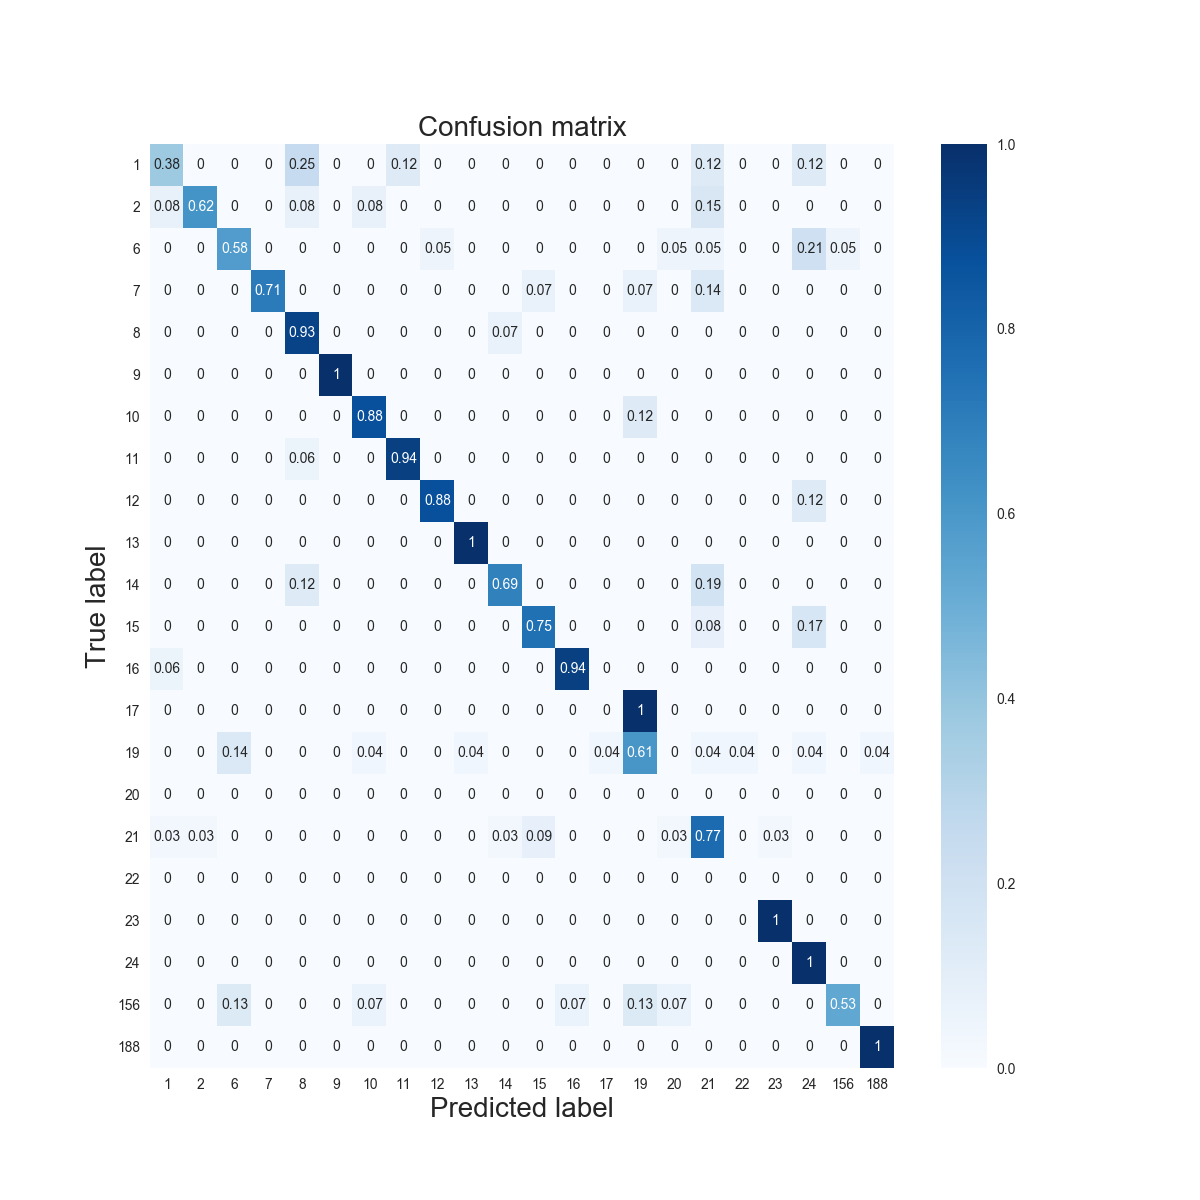 Confusion matrix
1 0.38 0 0 0 0.25 0 0 0.12 0 0 0 0 0 0 0 0 0.12 0 0 0.12 0 0 1.0
2 0.08 0.62 0 0 0.08 0 0.08 0 0 0 0 0 0 0 0 0 0.15 0 0 0 0 0
6 0 0 0.58 0 0 0 0 0 0.05 0 0 0 0 0 0 0.05 0.05 0 0 0.21 0.05 0
7 0 0 0 0.71 0 0 0 0 0 0 0 0.07 0 0 0.07 0 0.14 0 0 0 0 0
8 0 0 0 0 0.93 0 0 0 0 0 0.07 0 0 0 0 0 0 0 0 0 0 0 0.8
9 0 0 0 0 0 1 0 0 0 0 0 0 0 0 0 0 0 0 0 0 0 0
10 0 0 0 0 0 0 0.88 0 0 0 0 0 0 0 0.12 0 0 0 0 0 0 0
11 0 0 0 0 0.06 0 0 0.94 0 0 0 0 0 0 0 0 0 0 0 0 0 0
12 0 0 0 0 0 0 0 0 0.88 0 0 0 0 0 0 0 0 0 0 0.12 0 0 0.6
13 0 0 0 0 0 0 0 0 0 1 0 0 0 0 0 0 0 0 0 0 0 0
14 0 0 0 0 0.12 0 0 0 0 0 0.69 0 0 0 0 0 0.19 0 0 0 0 0
True label
15 0 0 0 0 0 0 0 0 0 0 0 0.75 0 0 0 0 0.08 0 0 0.17 0 0
16 0.06 0 0 0 0 0 0 0 0 0 0 0 0.94 0 0 0 0 0 0 0 0 0
17 0 0 0 0 0 0 0 0 0 0 0 0 0 0 1 0 0 0 0 0 0 0 0.4
19 0 0 0.14 0 0 0 0.04 0 0 0.04 0 0 0 0.04 0.61 0 0.04 0.04 0 0.04 0 0.04
20 0 0 0 0 0 0 0 0 0 0 0 0 0 0 0 0 0 0 0 0 0 0
21 0.03 0.03 0 0 0 0 0 0 0 0 0.03 0.09 0 0 0 0.03 0.77 0 0.03 0 0 0
22 0 0 0 0 0 0 0 0 0 0 0 0 0 0 0 0 0 0 0 0 0 0 0.2
23 0 0 0 0 0 0 0 0 0 0 0 0 0 0 0 0 0 0 1 0 0 0
24 0 0 0 0 0 0 0 0 0 0 0 0 0 0 0 0 0 0 0 1 0 0
156 0 0 0.13 0 0 0 0.07 0 0 0 0 0 0.07 0 0.13 0.07 0 0 0 0 0.53 0
188 0 0 0 0 0 0 0 0 0 0 0 0 0 0 0 0 0 0 0 0 0 1 0.0
1 2 6 7 8 9 10 11 12 13 14 15 16 17 19 20 21 22 23 24 156 188
Predicted label